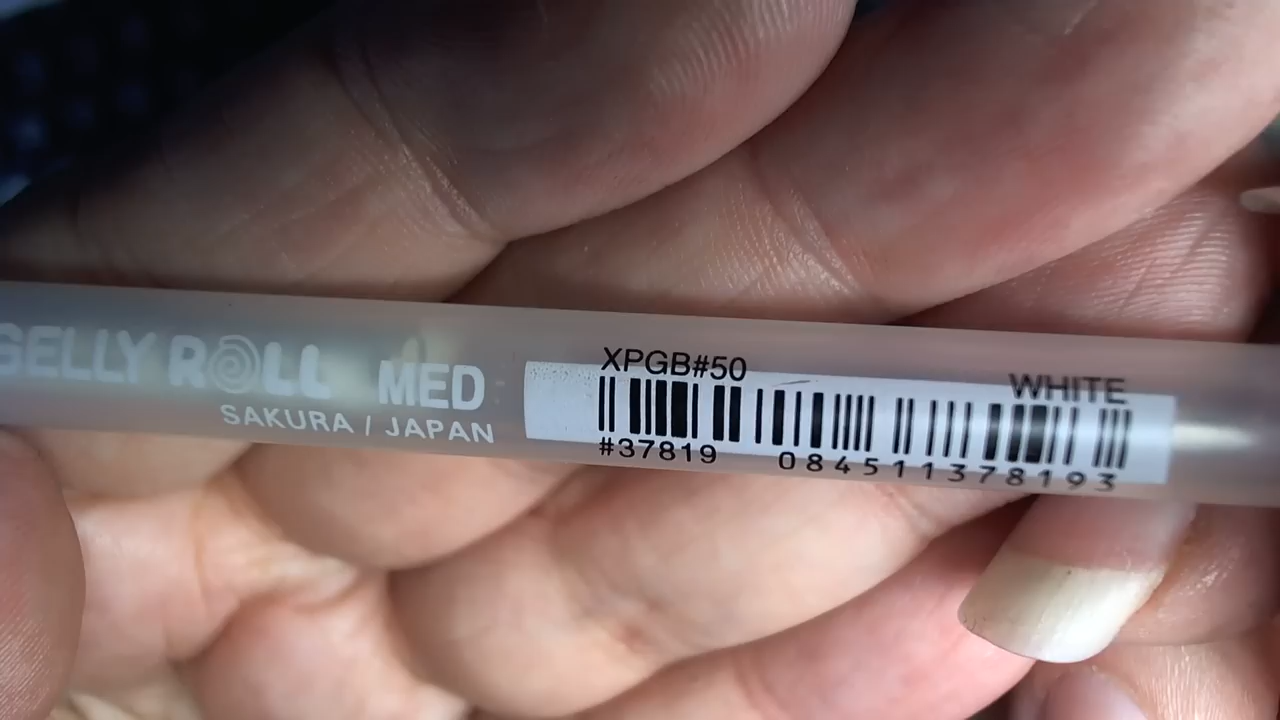 GELLY ROLL MED
SAKURA / JAPAN
XPGB#50 WHITE
#37819 084511378193